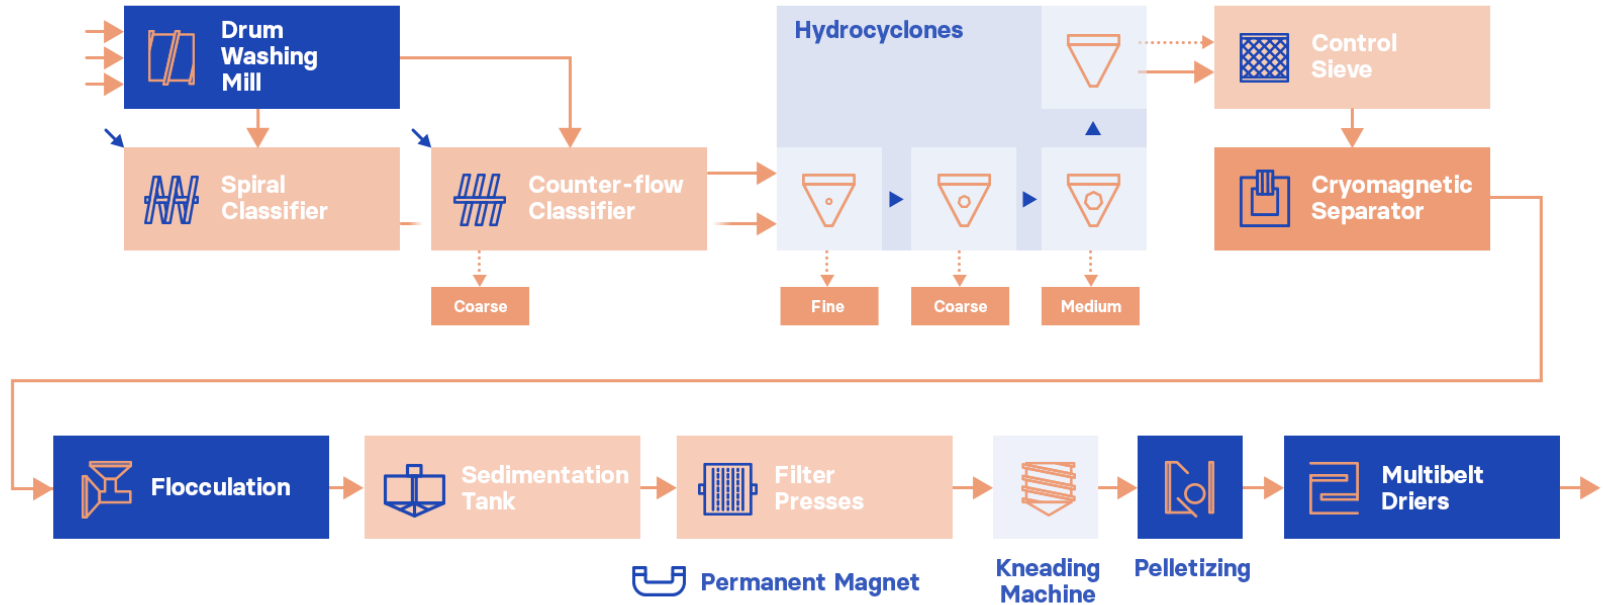 Drum
Washing
Mill
Hydrocyclones
Control
Sieve
Spiral
Classifier
Counter-flow
Classifier
Cryomagnetic
Separator
Coarse
Fine
Coarse
Medium
Flocculation
Sedimentation
Tank
Filter
Presses
Multibelt
Driers
Permanent Magnet
Kneading
Machine
Pelletizing